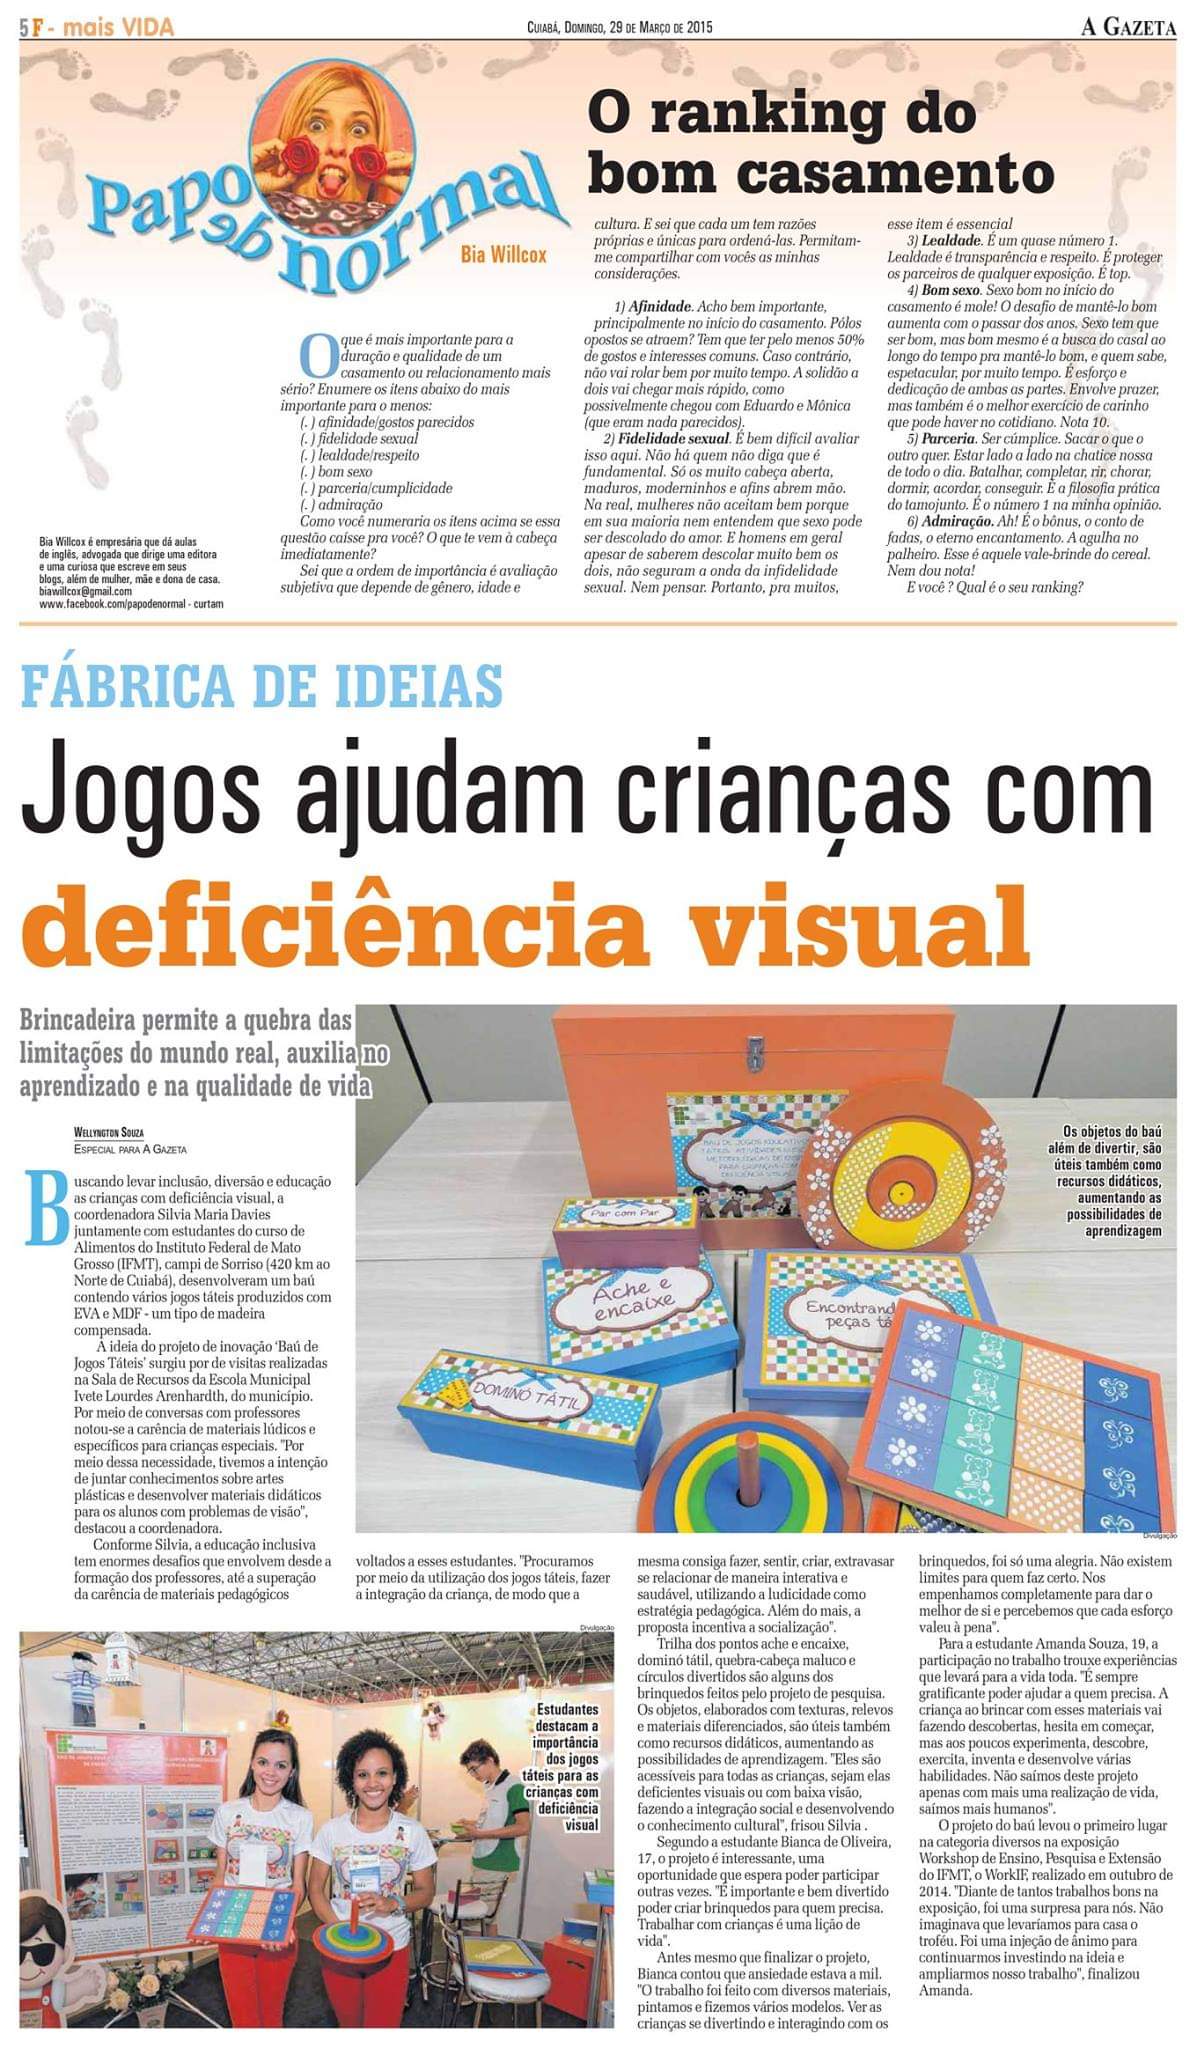 5 F - mais VIDA
CUIABÁ, DOMINGO, 29 DE MARÇO DE 2015
A GAZETA
Papo de normal
Bia Willcox
O ranking do
bom casamento
Bia Willcox é empresária que dá aulas
de inglês, advogada que dirige uma editora
e uma curiosa que escreve em seus
blogs, além de mulher, mãe e dona de casa.
biawillcox@gmail.com
www.facebook.com/papodenormal - curtam
O que é mais importante para a
duração e qualidade de um
casamento ou relacionamento mais
sério? Enumere os itens abaixo do mais
importante para o menos:
(. ) afinidade/gostos parecidos
(. ) fidelidade sexual
(. ) lealdade/respeito
(. ) bom sexo
(. ) parceria/cumplicidade
(. ) admiração
Como você numeraria os itens acima se essa
questão caísse pra você? O que te vem à cabeça
imediatamente?
Sei que a ordem de importância é avaliação
subjetiva que depende de gênero, idade e
cultura. E sei que cada um tem razões
próprias e únicas para ordená-las. Permitam-
me compartilhar com vocês as minhas
considerações.
1) Afinidade. Acho bem importante,
principalmente no início do casamento. Pólos
opostos se atraem? Tem que ter pelo menos 50%
de gostos e interesses comuns. Caso contrário,
não vai rolar bem por muito tempo. A solidão a
dois vai chegar mais rápido, como
possivelmente chegou com Eduardo e Mônica
(que eram nada parecidos).
2) Fidelidade sexual. É bem difícil avaliar
isso aqui. Não há quem não diga que é
fundamental. Só os muito cabeça aberta,
maduros, moderninhos e afins abrem mão.
Na real, mulheres não aceitam bem porque
em sua maioria nem entendem que sexo pode
ser descolado do amor. E homens em geral
apesar de saberem descolar muito bem os
dois, não seguram a onda da infidelidade
sexual. Nem pensar. Portanto, pra muitos,
esse item é essencial
3) Lealdade. É um quase número 1.
Lealdade é transparência e respeito. É proteger
os parceiros de qualquer exposição. É top.
4) Bom sexo. Sexo bom no início do
casamento é mole! O desafio de mantê-lo bom
aumenta com o passar dos anos. Sexo tem que
ser bom, mas bom mesmo é a busca do casal ao
longo do tempo pra mantê-lo bom, e quem sabe,
espetacular, por muito tempo. É esforço e
dedicação de ambas as partes. Envolve prazer,
mas também é o melhor exercício de carinho
que pode haver no cotidiano. Nota 10.
5) Parceria. Ser cúmplice. Sacar o que o
outro quer. Estar lado a lado na chatice nossa
de todo o dia. Batalhar, completar, rir, chorar,
dormir, acordar, conseguir. É a filosofia prática
do tamojunto. É o número 1 na minha opinião.
6) Admiração. Ah! É o bônus, o conto de
fadas, o eterno encantamento. A agulha no
palheiro. Esse é aquele vale-brinde do cereal.
Nem dou nota!
E você ? Qual é o seu ranking?
FÁBRICA DE IDEIAS
Jogos ajudam crianças com
deficiência visual
Brincadeira permite a quebra das
limitações do mundo real, auxilia no
aprendizado e na qualidade de vida
WELLYNGTON SOUZA
ESPECIAL PARA A GAZETA
Buscando levar inclusão, diversão e educação
as crianças com deficiência visual, a
coordenadora Silvia Maria Davies
juntamente com estudantes do curso de
Alimentos do Instituto Federal de Mato
Grosso (IFMT), campi de Sorriso (420 km ao
Norte de Cuiabá), desenvolveram um baú
contendo vários jogos táteis produzidos com
EVA e MDF - um tipo de madeira
compensada.
A ideia do projeto de inovação ‘Baú de
Jogos Táteis’ surgiu por de visitas realizadas
na Sala de Recursos da Escola Municipal
Ivete Lourdes Arenhardth, do município.
Por meio de conversas com professores
notou-se a carência de materiais lúdicos e
específicos para crianças especiais. "Por
meio dessa necessidade, tivemos a intenção
de juntar conhecimentos sobre artes
plásticas e desenvolver materiais didáticos
para os alunos com problemas de visão",
destacou a coordenadora.
Conforme Silvia, a educação inclusiva
tem enormes desafios que envolvem desde a
formação dos professores, até a superação
da carência de materiais pedagógicos
BAÚ DE JOGOS EDUCATIVOS
PARA CRIANÇAS COM
DEFICIÊNCIA VISUAL
Par com Par
Ache e
encaixe
Encontrand
peças tá
DOMINÓ TÁTIL
Os objetos do baú
além de divertir, são
úteis também como
recursos didáticos,
aumentando as
possibilidades de
aprendizagem
Divulgação
voltados a esses estudantes. "Procuramos
por meio da utilização dos jogos táteis, fazer
a integração da criança, de modo que a
Divulgação
Estudantes
destacam a
importância
dos jogos
táteis para as
crianças com
deficiência
visual
mesma consiga fazer, sentir, criar, extravasar
se relacionar de maneira interativa e
saudável, utilizando a ludicidade como
estratégia pedagógica. Além do mais, a
proposta incentiva a socialização".
Trilha dos pontos ache e encaixe,
dominó tátil, quebra-cabeça maluco e
círculos divertidos são alguns dos
brinquedos feitos pelo projeto de pesquisa.
Os objetos, elaborados com texturas, relevos
e materiais diferenciados, são úteis também
como recursos didáticos, aumentando as
possibilidades de aprendizagem. "Eles são
acessíveis para todas as crianças, sejam elas
deficientes visuais ou com baixa visão,
fazendo a integração social e desenvolvendo
o conhecimento cultural", frisou Silvia .
Segundo a estudante Bianca de Oliveira,
17, o projeto é interessante, uma
oportunidade que espera poder participar
outras vezes. "É importante e bem divertido
poder criar brinquedos para quem precisa.
Trabalhar com crianças é uma lição de
vida".
Antes mesmo que finalizar o projeto,
Bianca contou que ansiedade estava a mil.
"O trabalho foi feito com diversos materiais,
pintamos e fizemos vários modelos. Ver as
crianças se divertindo e interagindo com os
brinquedos, foi só uma alegria. Não existem
limites para quem faz certo. Nos
empenhamos completamente para dar o
melhor de si e percebemos que cada esforço
valeu à pena".
Para a estudante Amanda Souza, 19, a
participação no trabalho trouxe experiências
que levará para a vida toda. "É sempre
gratificante poder ajudar a quem precisa. A
criança ao brincar com esses materiais vai
fazendo descobertas, hesita em começar,
mas aos poucos experimenta, descobre,
exercita, inventa e desenvolve várias
habilidades. Não saímos deste projeto
apenas com mais uma realização de vida,
saímos mais humanos".
O projeto do baú levou o primeiro lugar
na categoria diversos na exposição
Workshop de Ensino, Pesquisa e Extensão
do IFMT, o WorkIF, realizado em outubro de
2014. "Diante de tantos trabalhos bons na
exposição, foi uma surpresa para nós. Não
imaginava que levaríamos para casa o
troféu. Foi uma injeção de ânimo para
continuarmos investindo na ideia e
ampliarmos nosso trabalho", finalizou
Amanda.